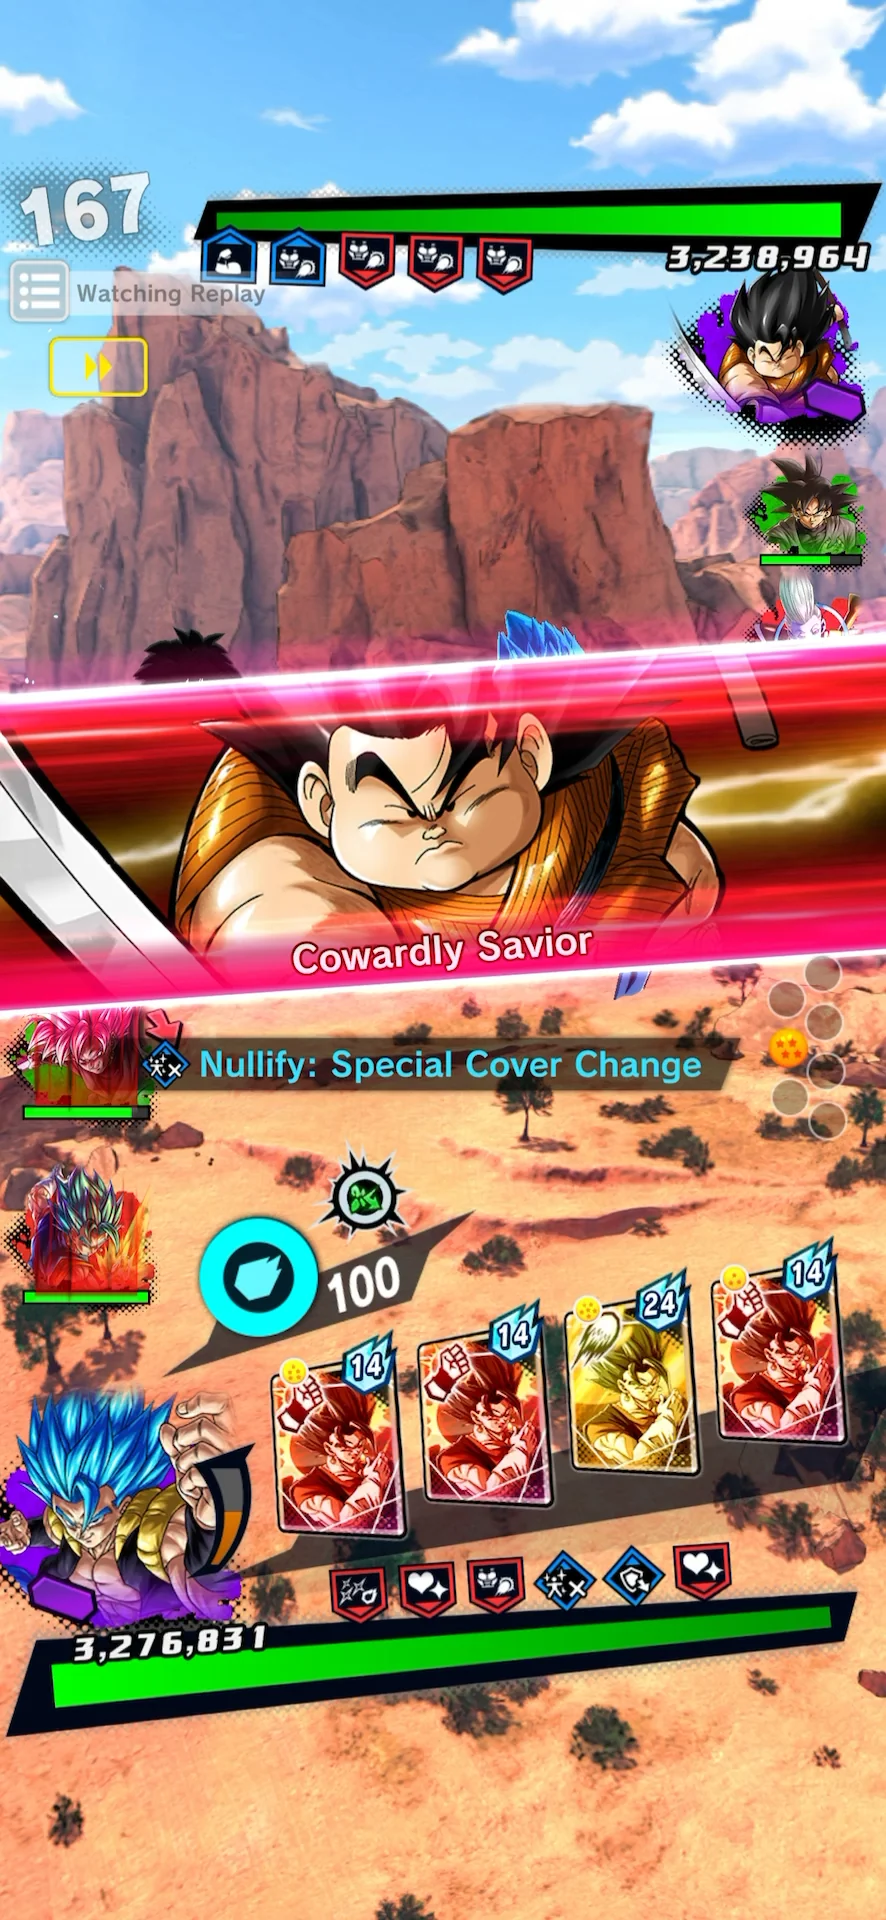 167
3,238,964
Watching Replay
Cowardly Savior
Nullify: Special Cover Change
100
14
14
24
14
3,276,831